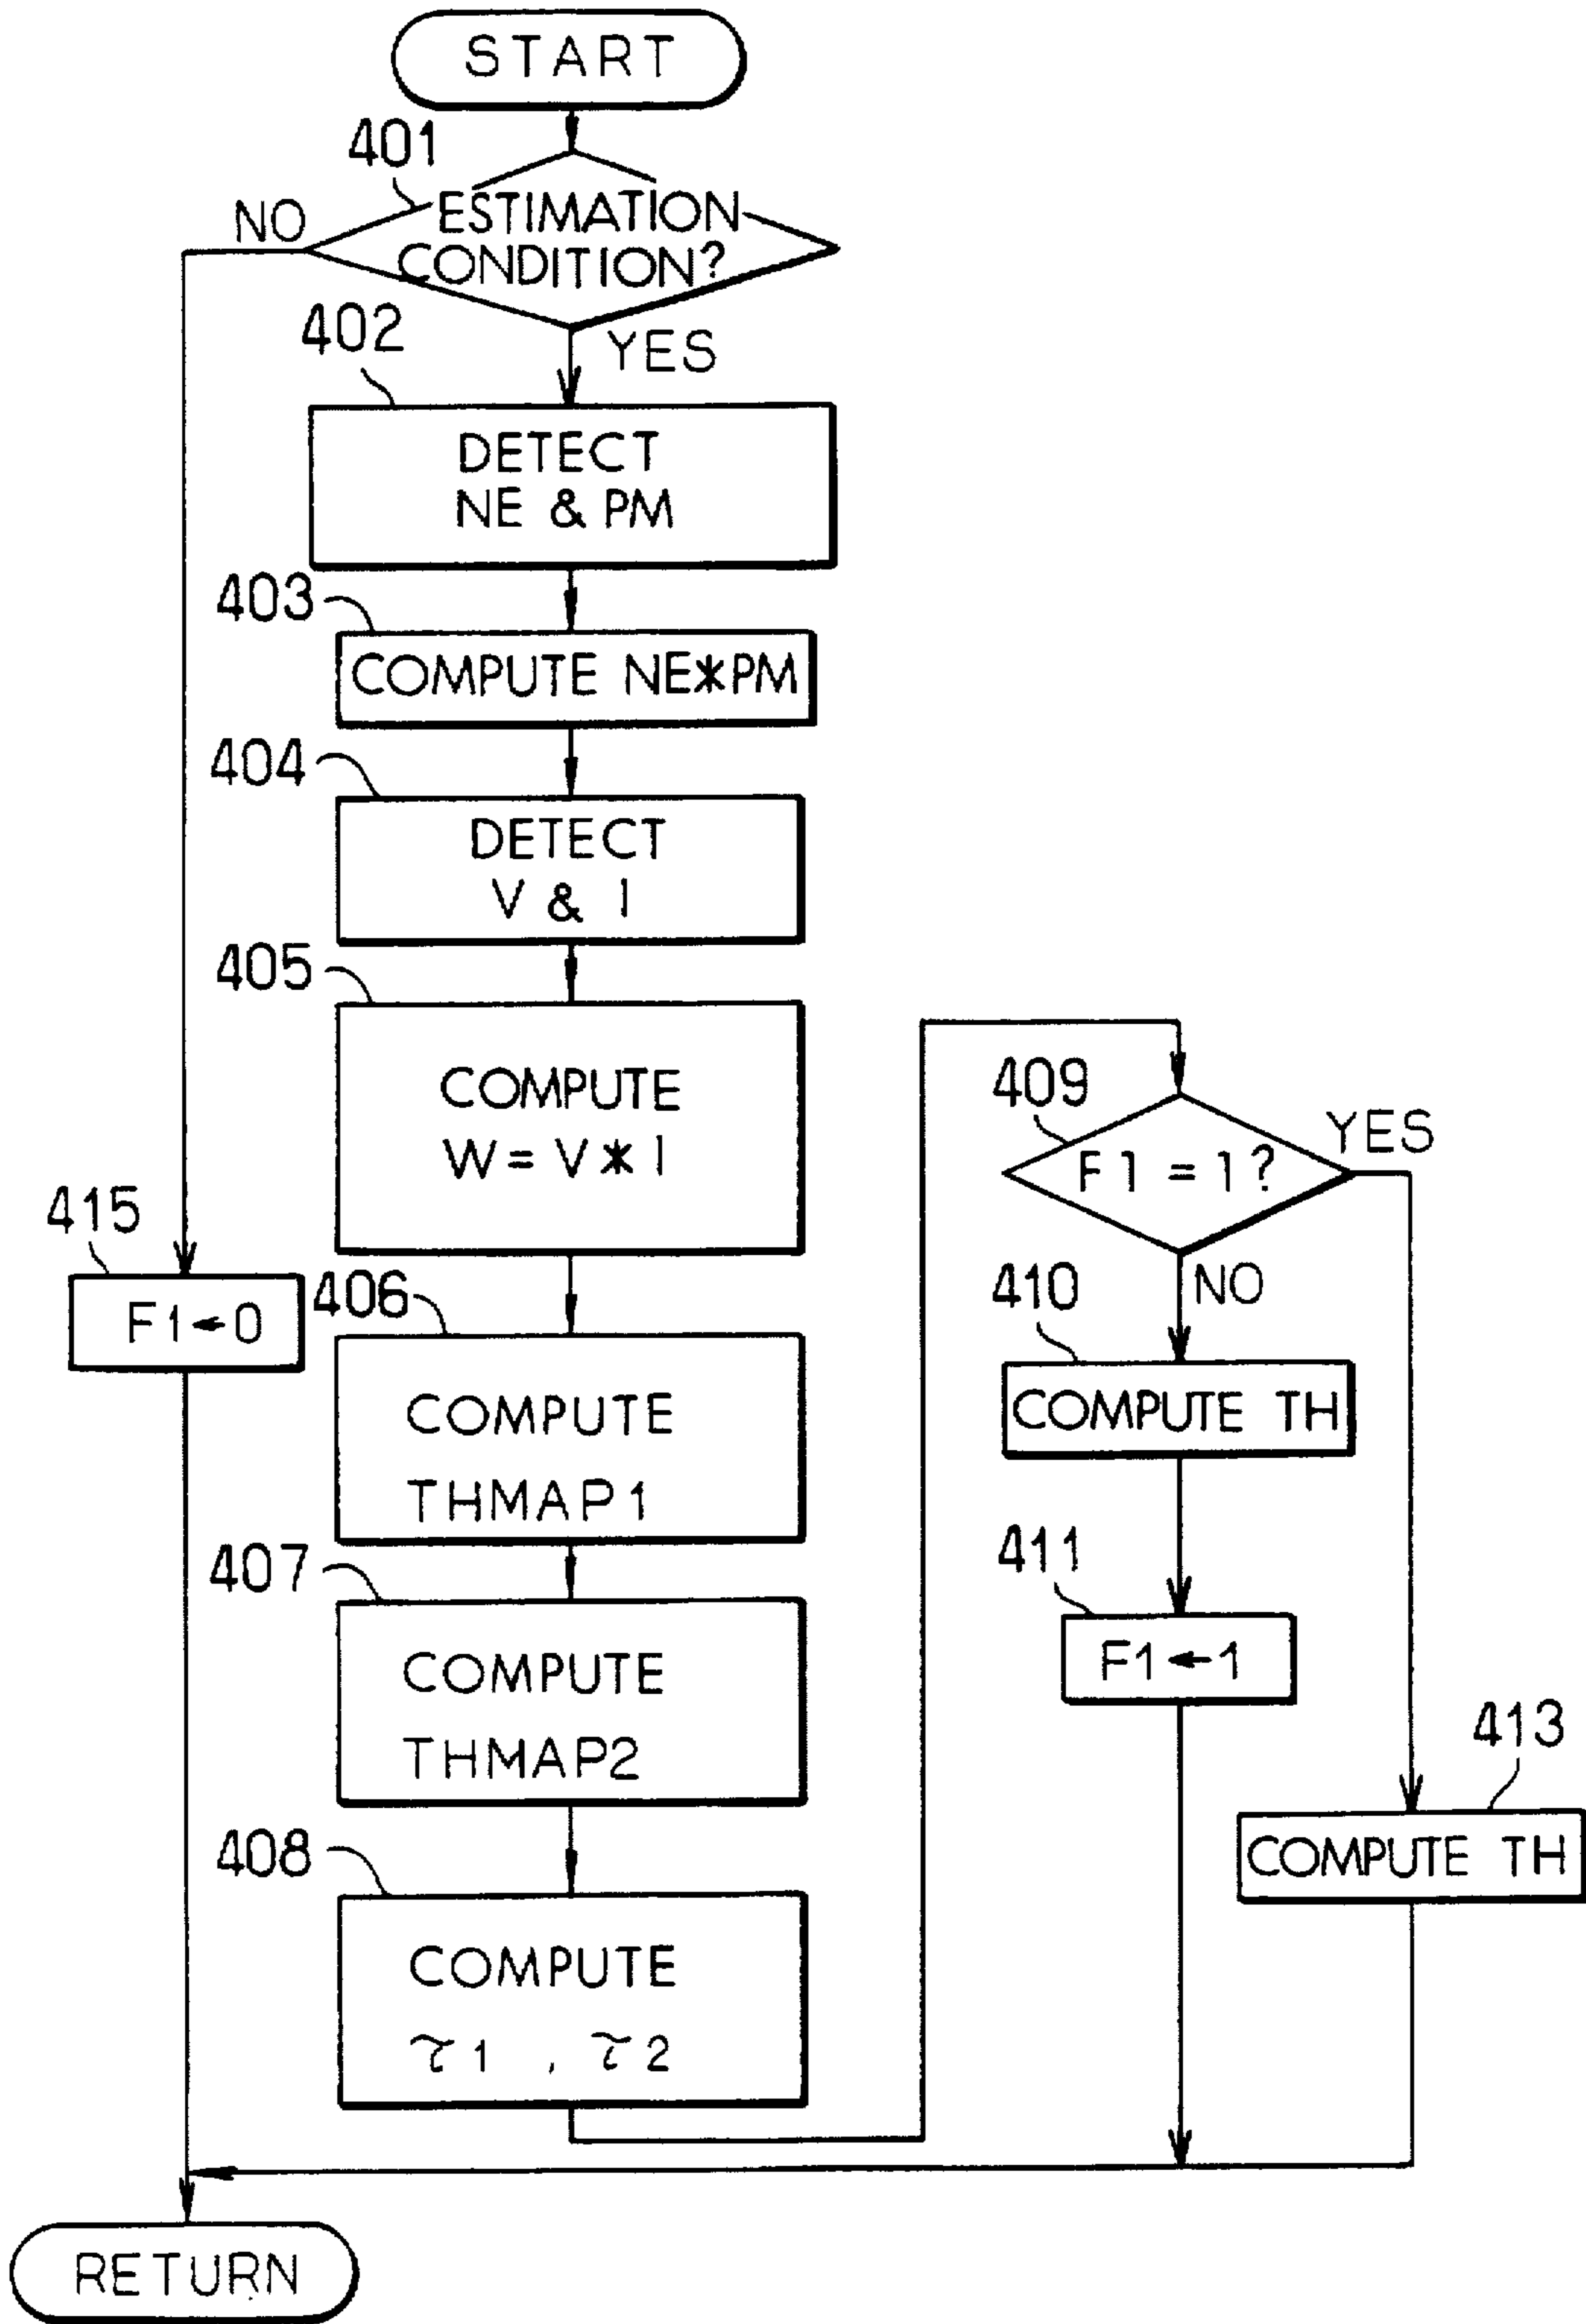 START
401
ESTIMATION
CONDITION?
NO
YES
402
DETECT
NE & PM
403
COMPUTE NE*PM
404
DETECT
V & I
405
COMPUTE
W = V * I
415
F1←0
406
COMPUTE
THMAP1
407
COMPUTE
THMAP2
408
COMPUTE
τ1 , τ2
409
F1 = 1?
YES
NO
410
COMPUTE TH
411
F1←1
413
COMPUTE TH
RETURN